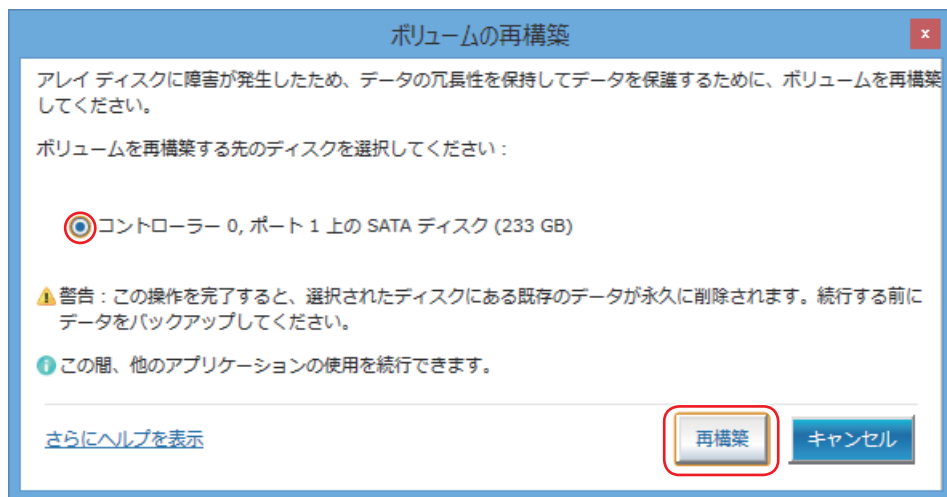 ボリュームの再構築
x
アレイ ディスクに障害が発生したため、データの冗長性を保持してデータを保護するために、ボリュームを再構築
してください。
ボリュームを再構築する先のディスクを選択してください：
コントローラー 0, ポート 1 上の SATA ディスク (233 GB)
警告：この操作を完了すると、選択されたディスクにある既存のデータが永久に削除されます。続行する前に
データをバックアップしてください。
この間、他のアプリケーションの使用を続行できます。
さらにヘルプを表示
再構築
キャンセル